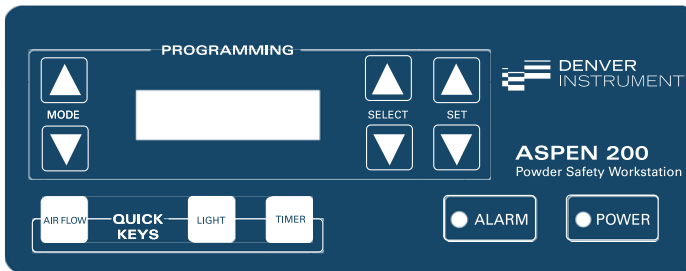 PROGRAMMING
MODE
SELECT
SET
DENVER
INSTRUMENT
ASPEN 200
Powder Safety Workstation
AIR FLOW
QUICK
KEYS
LIGHT
TIMER
ALARM
POWER